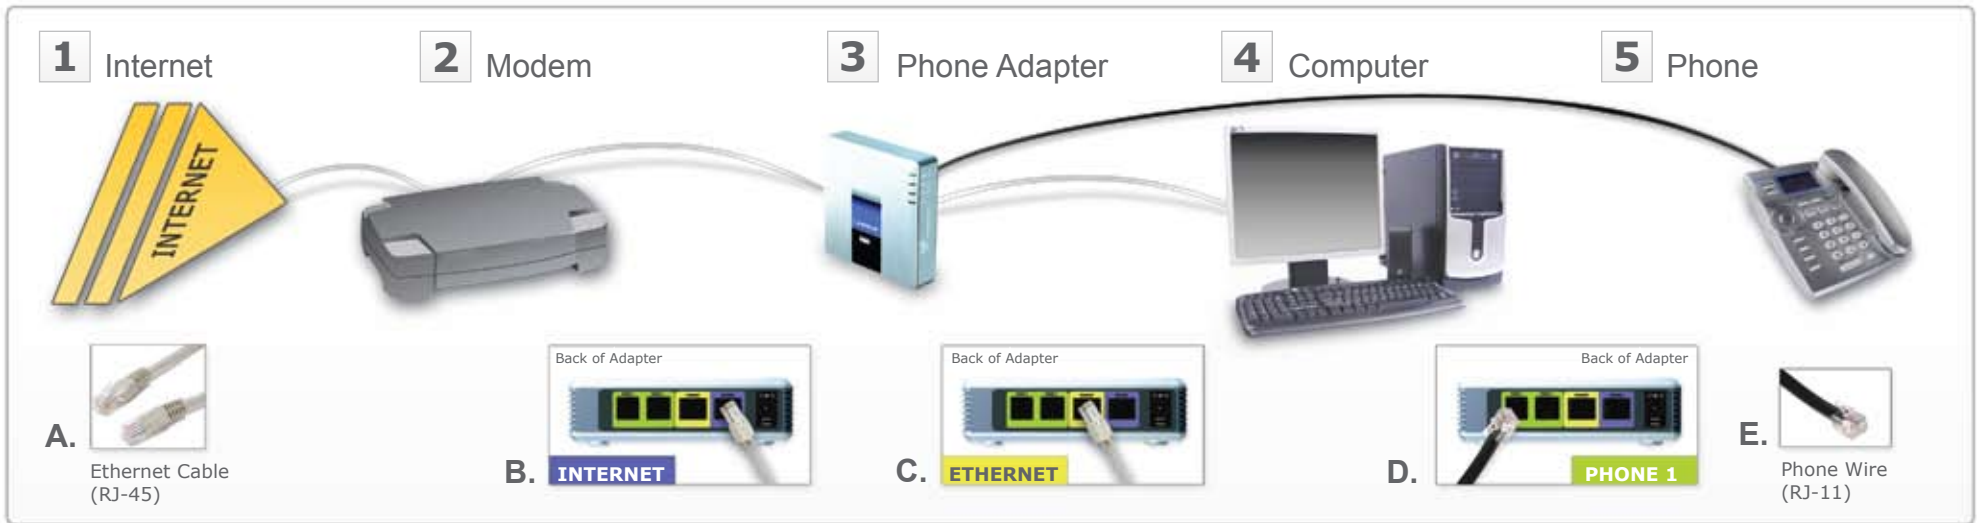 1 Internet
2 Modem
3 Phone Adapter
4 Computer
5 Phone
INTERNET
A.
Ethernet Cable
(RJ-45)
Back of Adapter
B. INTERNET
Back of Adapter
C. ETHERNET
Back of Adapter
D. PHONE 1
E.
Phone Wire
(RJ-11)